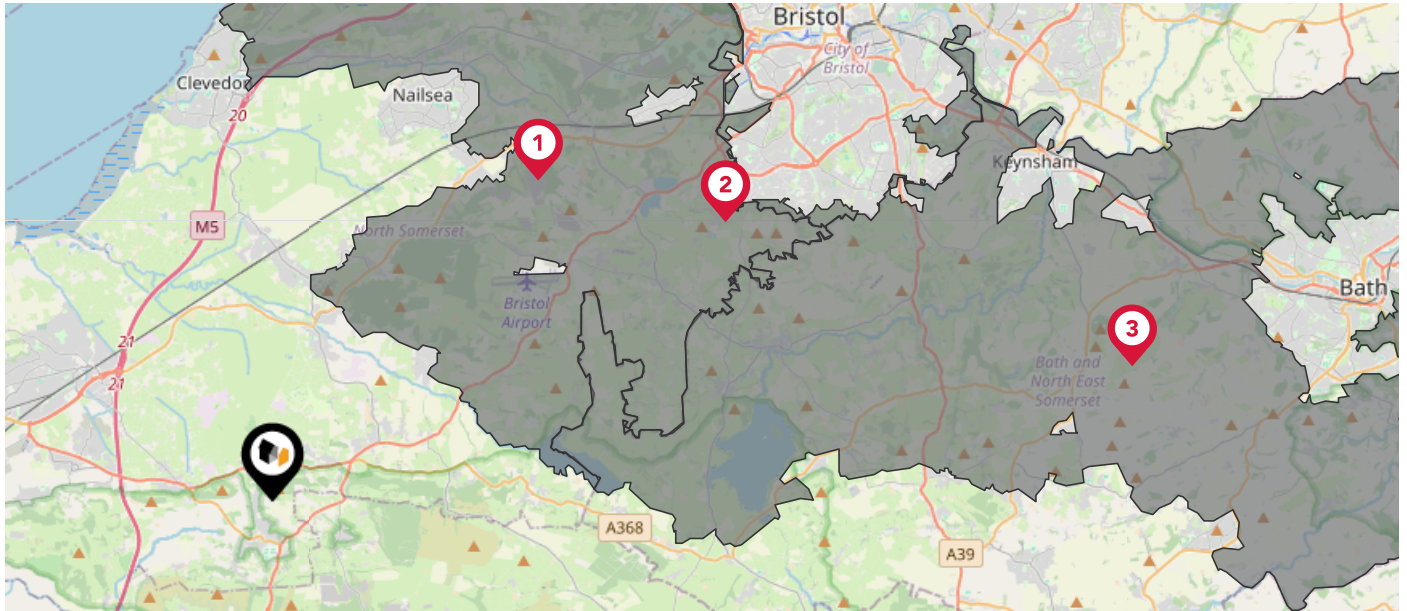 Bristol
City of
Bristol
Clevedon
Nailsea
20
1
Keynsham
2
M5
North Somerset
Bristol
Airport
Bath
3
21
21
Bath and
North East
Somerset
A368
A39